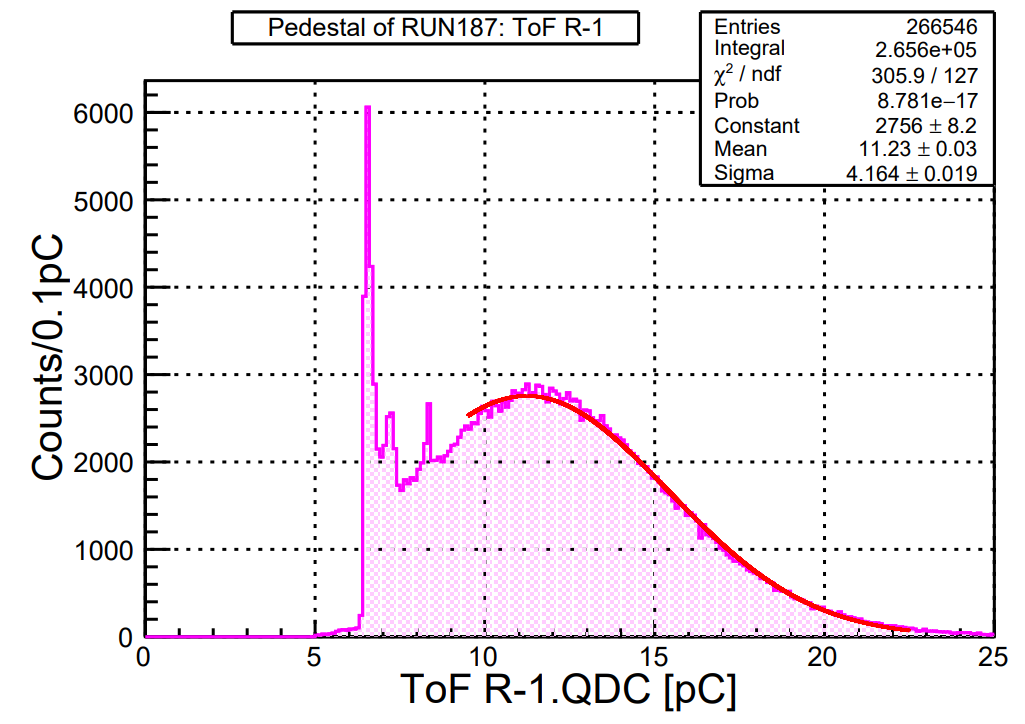 Pedestal of RUN187: ToF R-1
Entries 266546
Integral 2.656e+05
χ² / ndf 305.9 / 127
Prob 8.781e−17
Constant 2756 ± 8.2
Mean 11.23 ± 0.03
Sigma 4.164 ± 0.019
Counts/0.1pC
6000
5000
4000
3000
2000
1000
0
0 5 10 15 20 25
ToF R-1.QDC [pC]